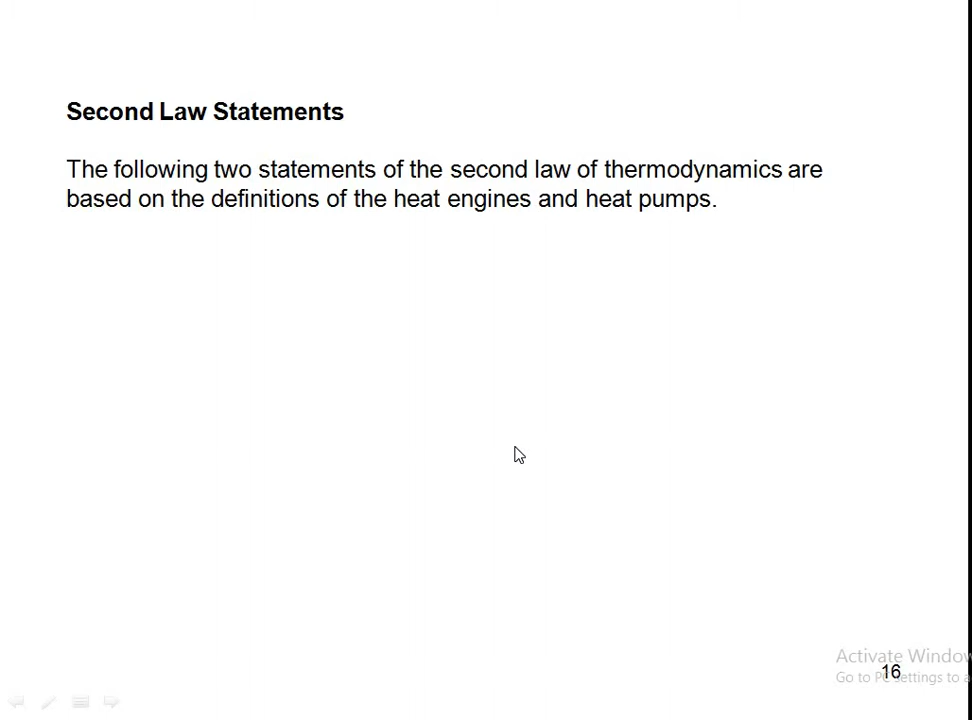 Second Law Statements
The following two statements of the second law of thermodynamics are
based on the definitions of the heat engines and heat pumps.
Activate Window
16
Go to PC settings to a